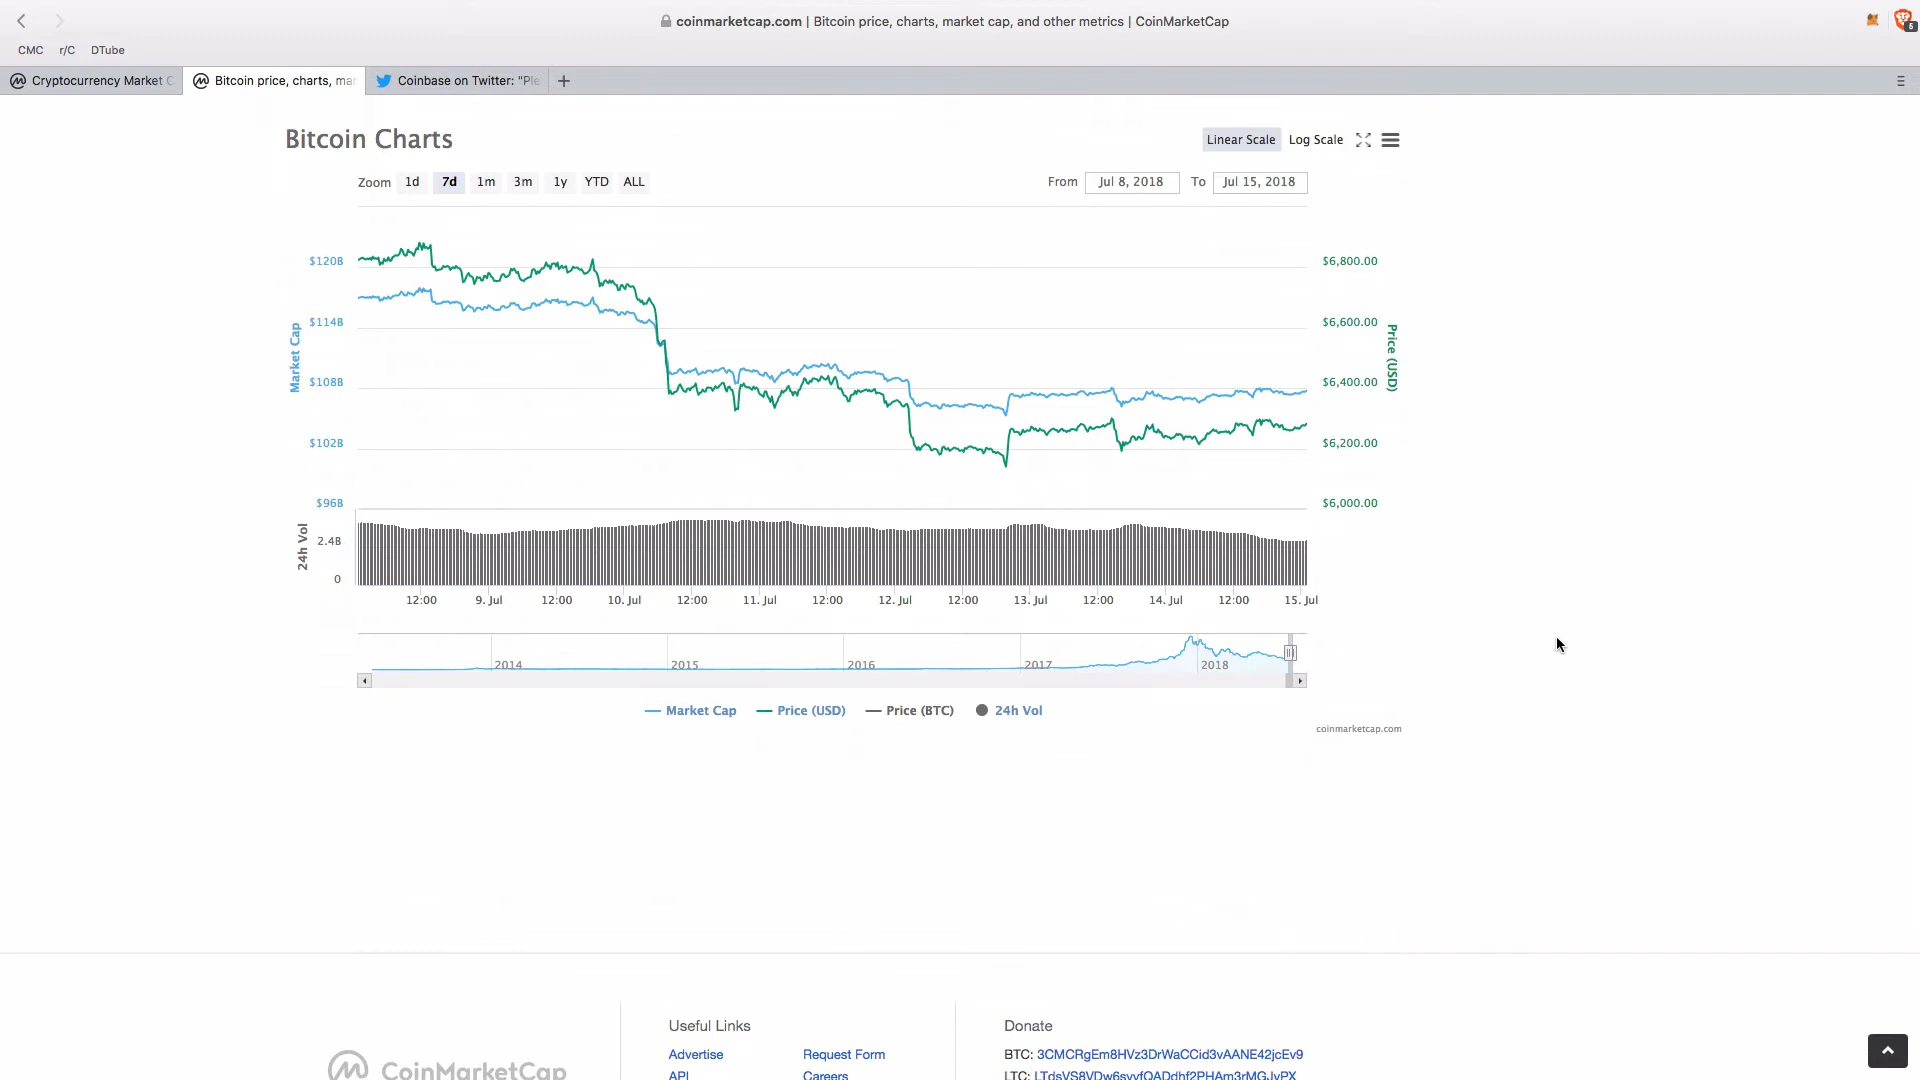 coinmarketcap.com | Bitcoin price, charts, market cap, and other metrics | CoinMarketCap
5
CMC r/C DTube
Cryptocurrency Market C
Bitcoin price, charts, mar
Coinbase on Twitter: "Ple
Bitcoin Charts
Linear Scale Log Scale
Zoom 1d 7d 1m 3m 1y YTD ALL
From Jul 8, 2018 To Jul 15, 2018
$120B $6,800.00
$114B $6,600.00
Market Cap
Price (USD)
$108B $6,400.00
$102B $6,200.00
$96B $6,000.00
24h Vol
2.4B
0
12:00 9. Jul 12:00 10. Jul 12:00 11. Jul 12:00 12. Jul 12:00 13. Jul 12:00 14. Jul 12:00 15. Jul
2014 2015 2016 2017 2018
Market Cap Price (USD) Price (BTC) 24h Vol
coinmarketcap.com
Useful Links Donate
Advertise Request Form BTC: 3CMCRgEm8HVz3DrWaCCid3vAANE42jcEv9
CoinMarketCap
API Careers LTC: LTdsVS8VDw6syvfQADdhf2PHAm3rMGJvPX